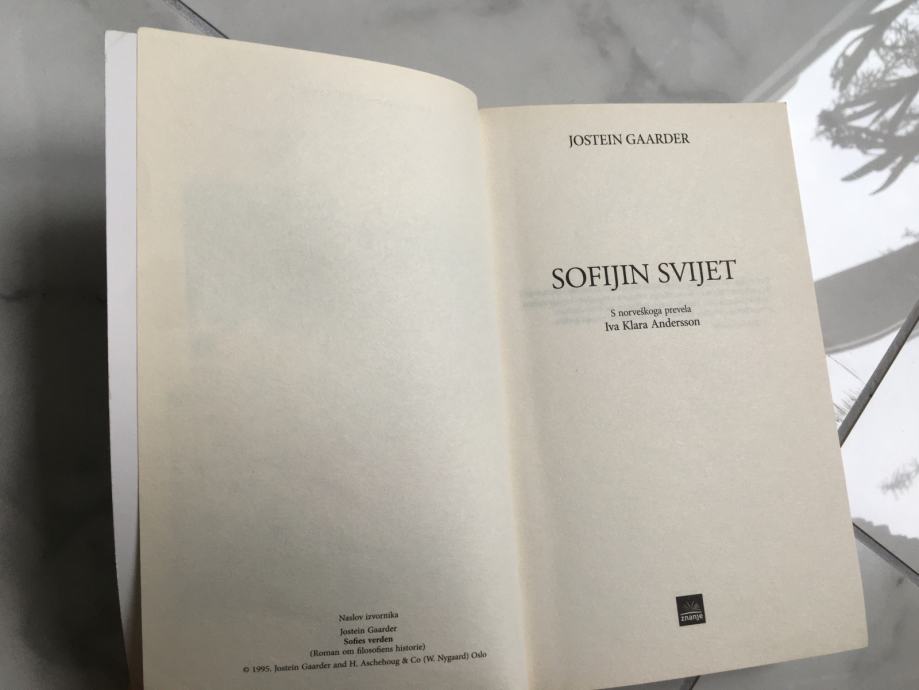 Naslov izvornika
Jostein Gaarder
Sofies verden
(Roman om filosofiens historie)
© 1995. Jostein Gaarder and H. Aschehoug & Co (W. Nygaard) Oslo
JOSTEIN GAARDER
SOFIJIN SVIJET
S norveškoga prevela
Iva Klara Andersson
znanje